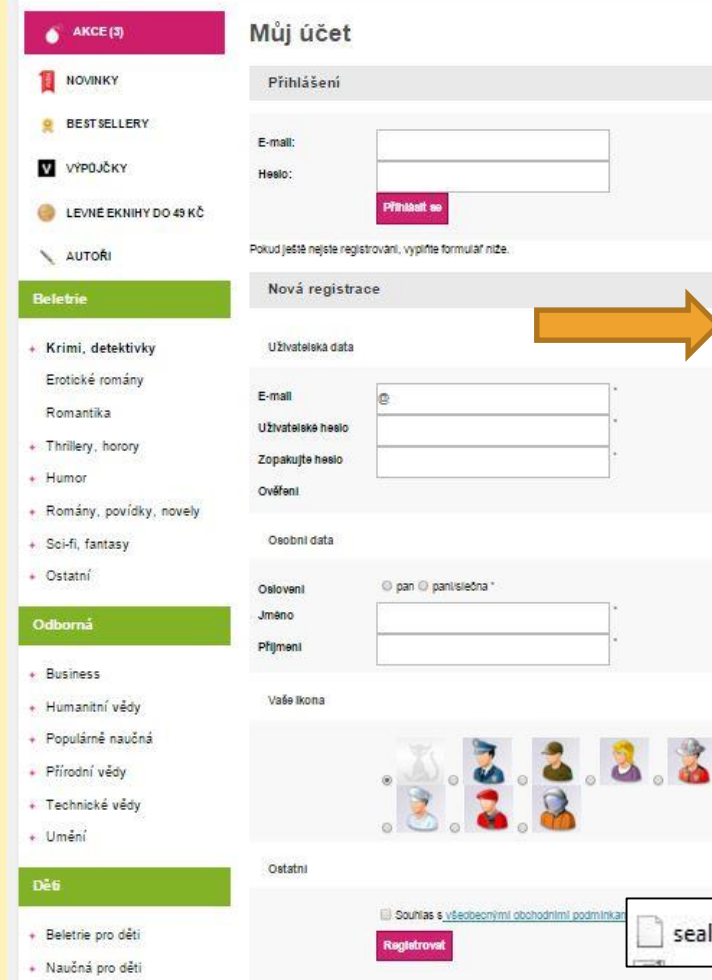 AKCE (3)
NOVINKY
BESTSELLERY
V VÝPŮJČKY
LEVNÉ EKNIHY DO 49 KČ
AUTOŘI
Beletrie
Krimi, detektivky
Erotické romány
Romantika
Thrillery, horory
Humor
Romány, povídky, novely
Sci-fi, fantasy
Ostatní
Odborná
Business
Humanitní vědy
Populárně naučná
Přírodní vědy
Technické vědy
Umění
Děti
Beletrie pro děti
Naučná pro děti
Můj účet
Přihlášení
E-mail:
Heslo:
Přihlásit se
Pokud ještě nejste registrováni, vyplňte formulář níže.
Nová registrace
Uživatelská data
E-mail @ *
Uživatelské heslo *
Zopakujte heslo *
Ověření
Osobní data
Oslovení pan paní/slečna *
Jméno *
Příjmení *
Vaše ikona
Ostatní
Souhlas s všeobecnými obchodními podmínkam
Registrovat
seal